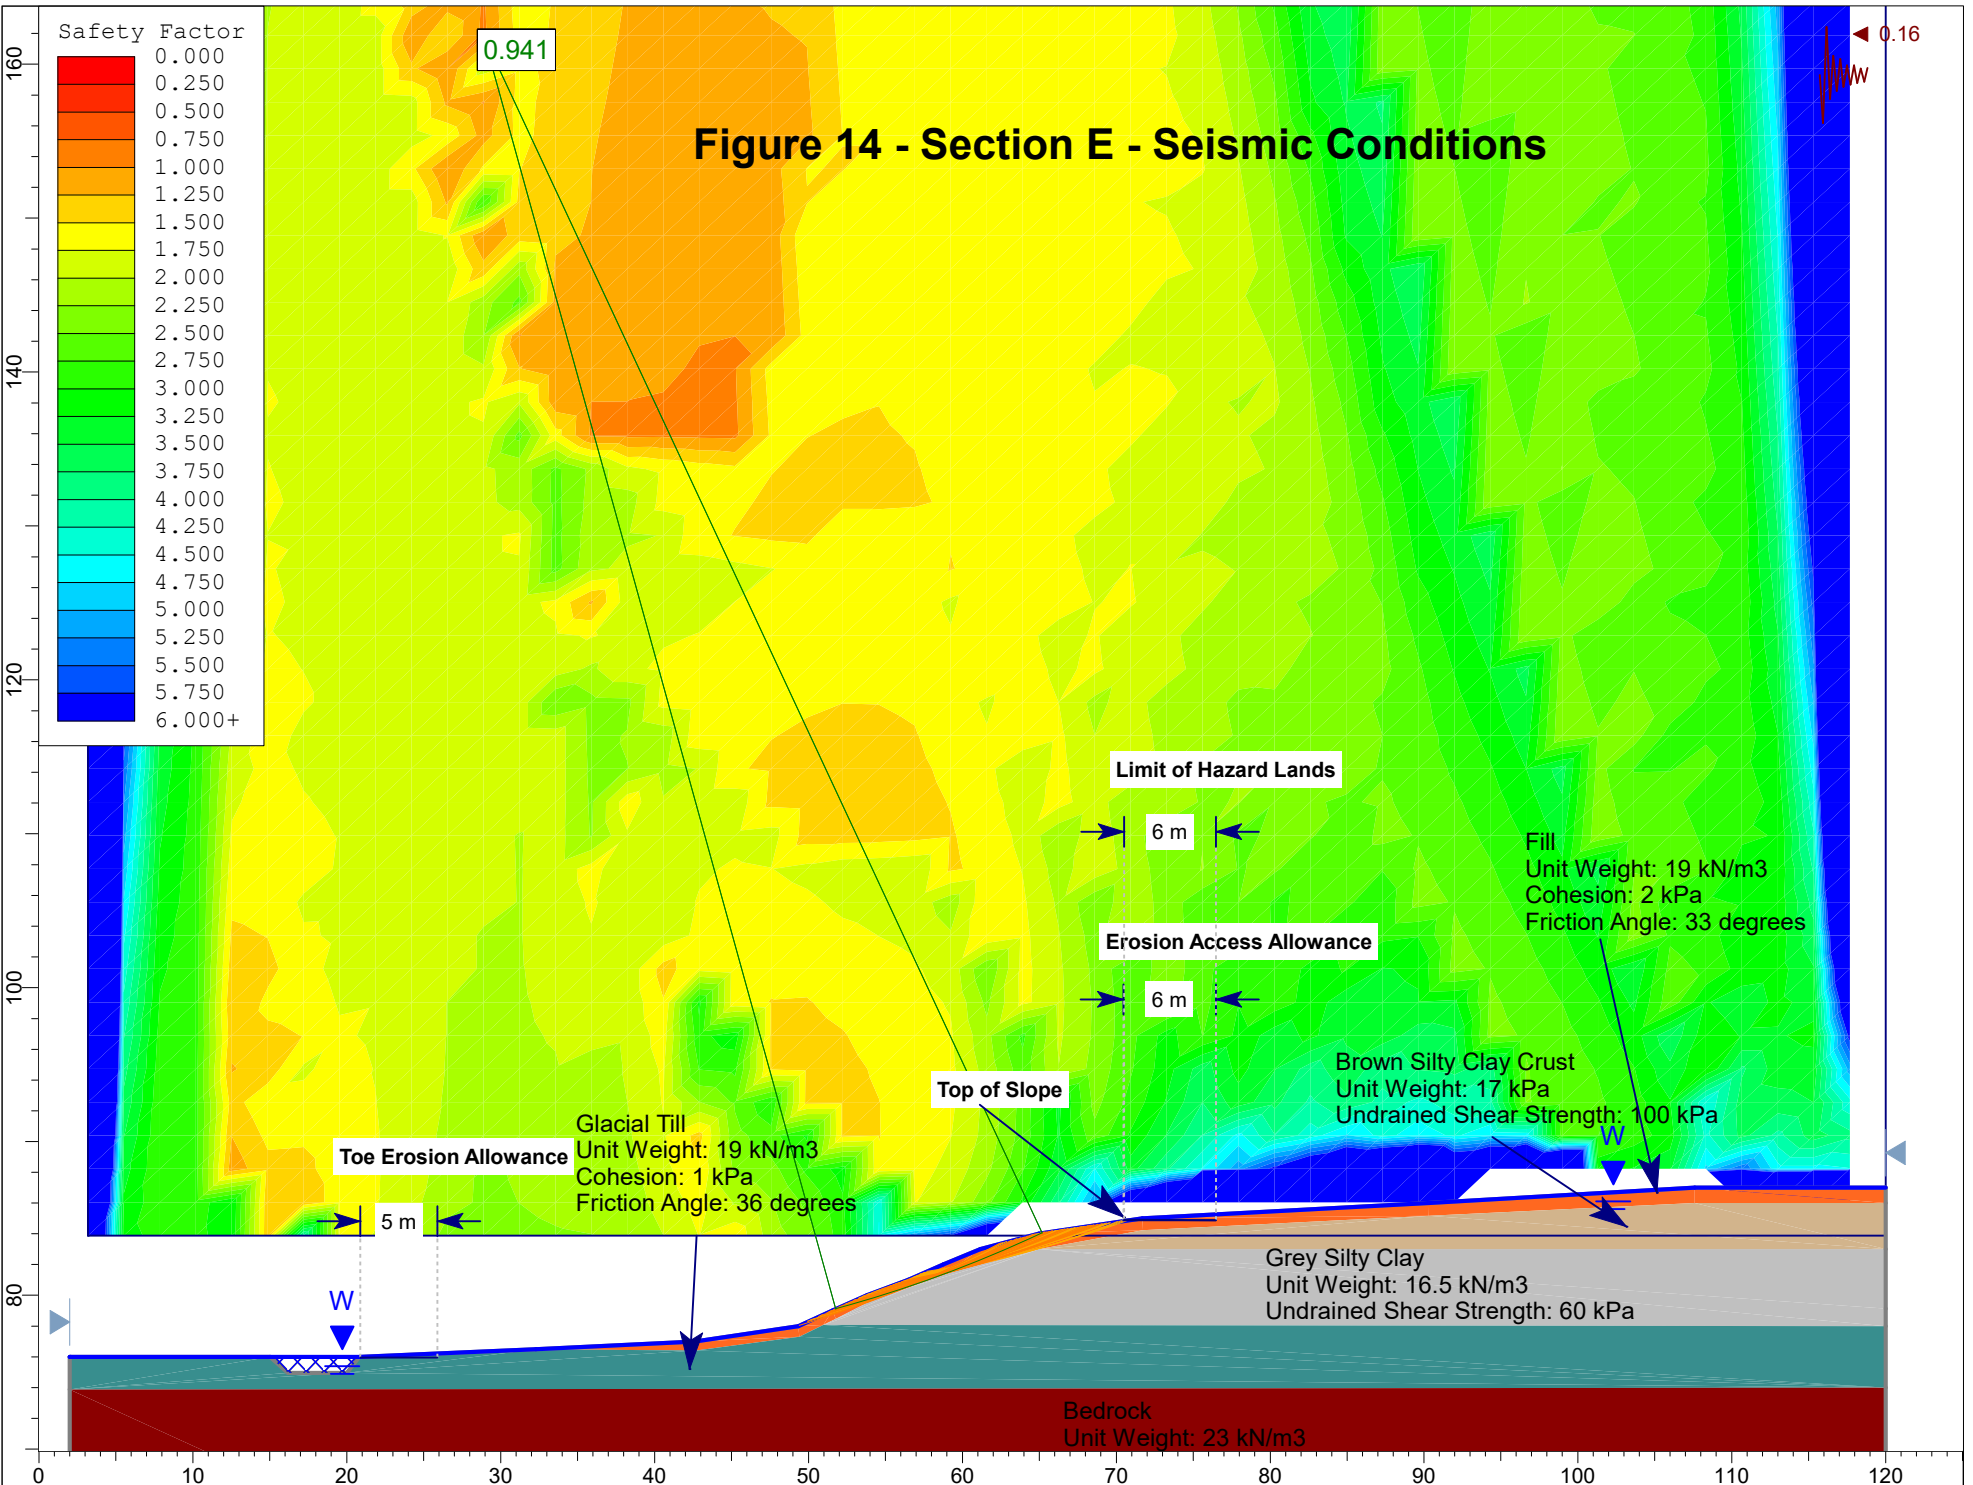 Safety Factor
0.000
0.250
0.500
0.750
1.000
1.250
1.500
1.750
2.000
2.250
2.500
2.750
3.000
3.250
3.500
3.750
4.000
4.250
4.500
4.750
5.000
5.250
5.500
5.750
6.000+
0.941
0.16
Figure 14 - Section E - Seismic Conditions
Limit of Hazard Lands
6 m
Fill
Unit Weight: 19 kN/m3
Cohesion: 2 kPa
Friction Angle: 33 degrees
Erosion Access Allowance
6 m
Brown Silty Clay Crust
Unit Weight: 17 kPa
Undrained Shear Strength: 100 kPa
W
Top of Slope
Glacial Till
Unit Weight: 19 kN/m3
Cohesion: 1 kPa
Friction Angle: 36 degrees
Toe Erosion Allowance
5 m
W
Grey Silty Clay
Unit Weight: 16.5 kN/m3
Undrained Shear Strength: 60 kPa
Bedrock
Unit Weight: 23 kN/m3
160
140
120
100
80
0 10 20 30 40 50 60 70 80 90 100 110 120